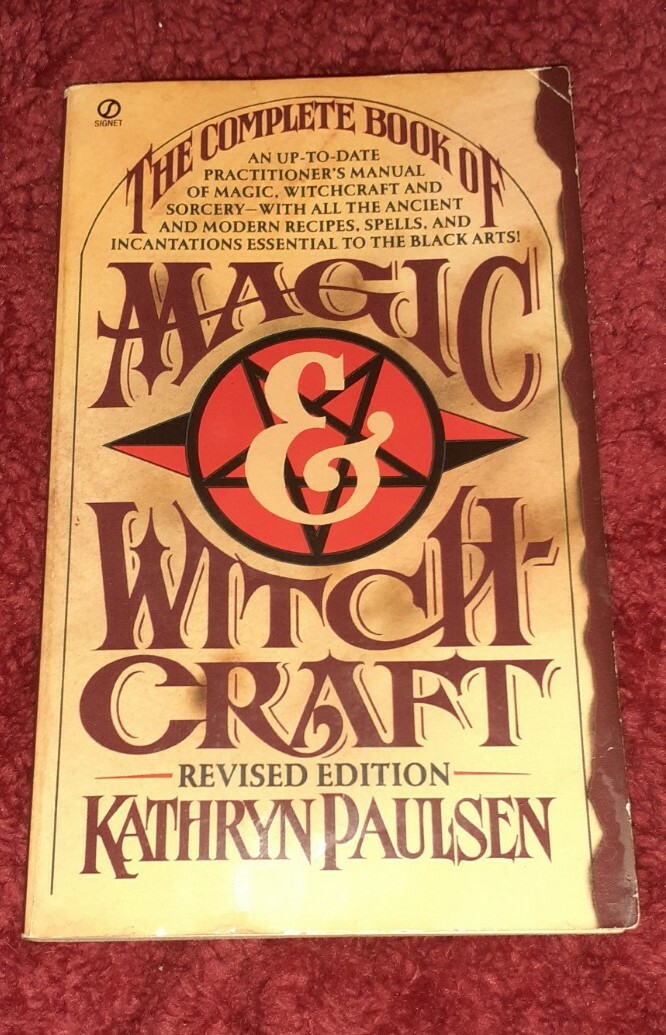 SIGNET
THE COMPLETE BOOK OF
AN UP-TO-DATE
PRACTITIONER'S MANUAL
OF MAGIC, WITCHCRAFT AND
SORCERY—WITH ALL THE ANCIENT
AND MODERN RECIPES, SPELLS, AND
INCANTATIONS ESSENTIAL TO THE BLACK ARTS!
MAGIC
&
WITCH-
CRAFT
REVISED EDITION
KATHRYN PAULSEN